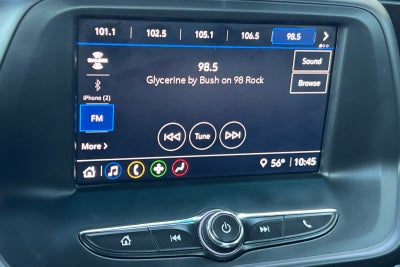 101.1 102.5 105.1 106.5 98.5
98.5
Glycerine by Bush on 98 Rock
Sound
Browse
iPhone (2)
FM
Tune
More >
56° 10:45